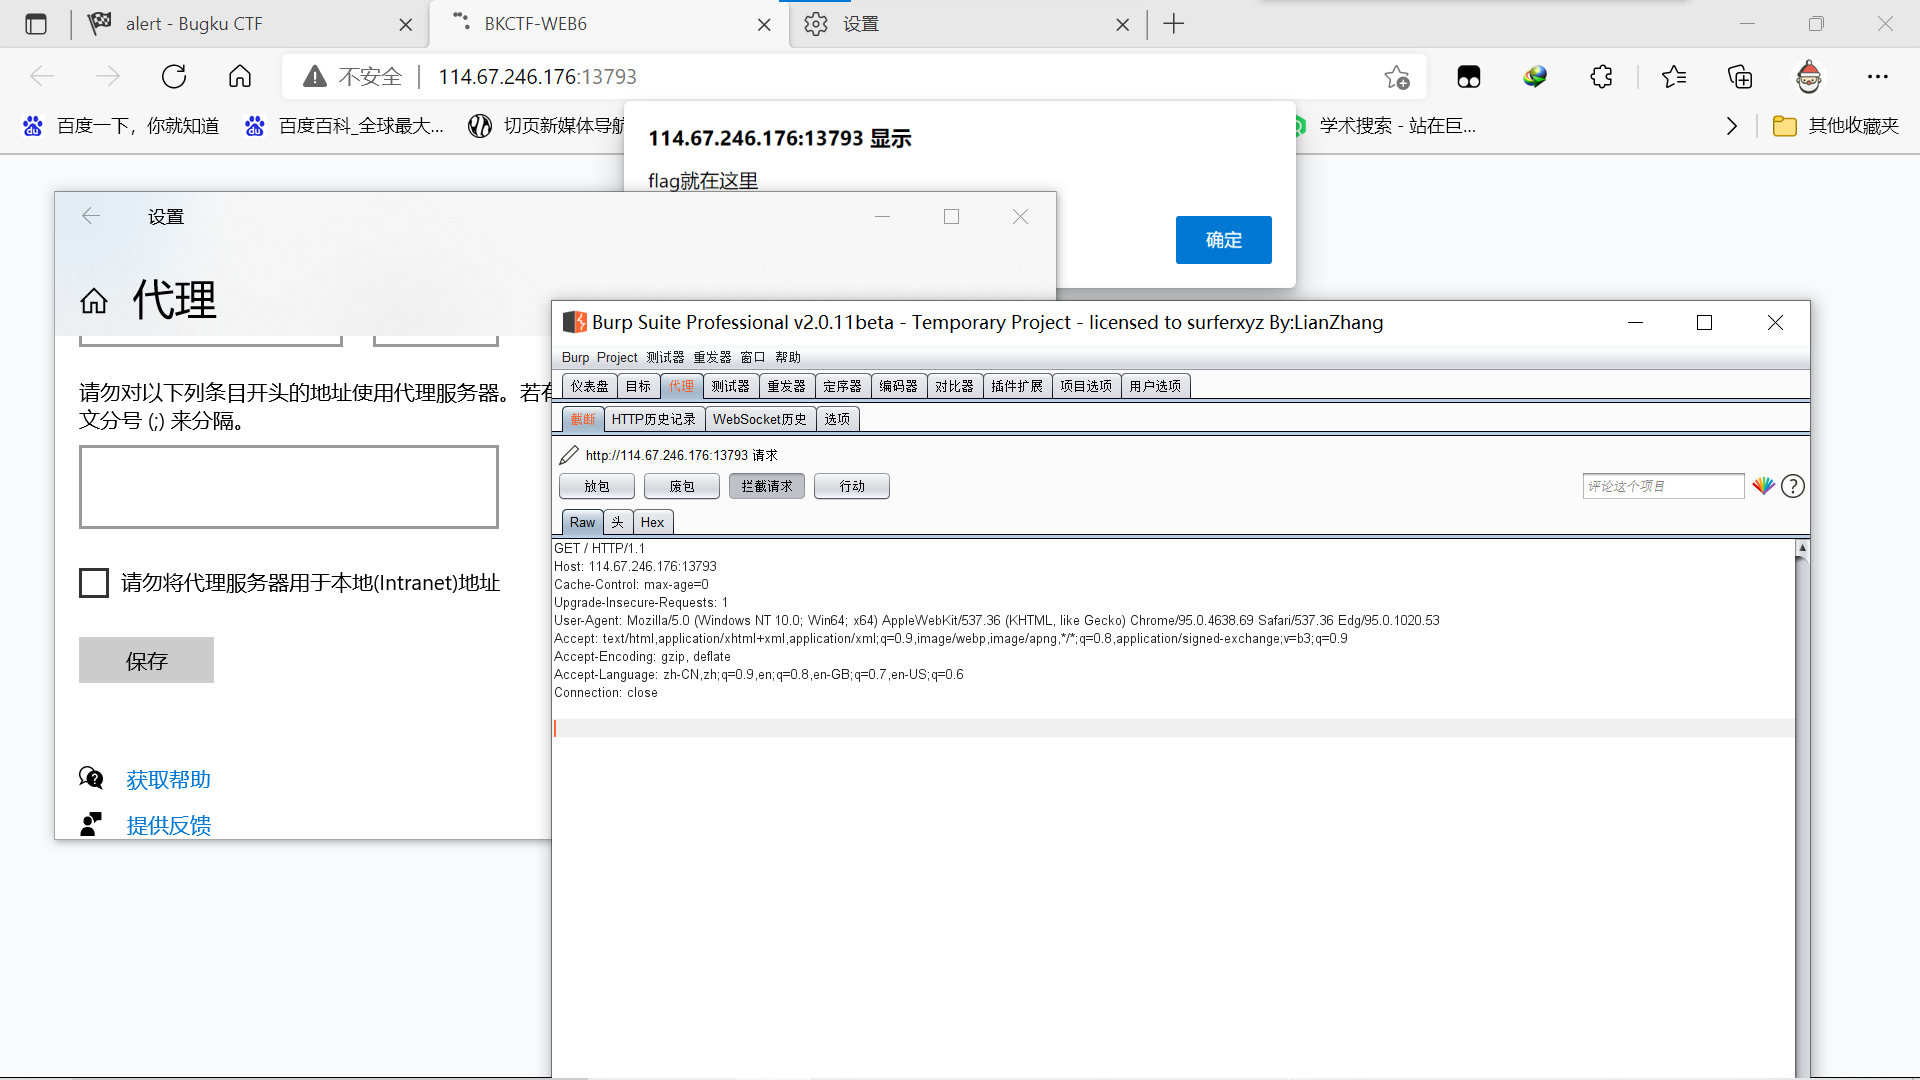 alert - Bugku CTF
BKCTF-WEB6
设置
不安全
114.67.246.176:13793
百度一下，你就知道
百度百科_全球最大...
切页新媒体导航
学术搜索 - 站在巨...
其他收藏夹
114.67.246.176:13793 显示
flag就在这里
确定
设置
代理
请勿对以下列条目开头的地址使用代理服务器。若有
文分号 (;) 来分隔。
请勿将代理服务器用于本地(Intranet)地址
保存
获取帮助
提供反馈
Burp Suite Professional v2.0.11beta - Temporary Project - licensed to surferxyz By:LianZhang
Burp Project 测试器 重发器 窗口 帮助
仪表盘 目标 代理 测试器 重发器 定序器 编码器 对比器 插件扩展 项目选项 用户选项
截断 HTTP历史记录 WebSocket历史 选项
http://114.67.246.176:13793 请求
放包 废包 拦截请求 行动
评论这个项目
Raw 头 Hex
GET / HTTP/1.1
Host: 114.67.246.176:13793
Cache-Control: max-age=0
Upgrade-Insecure-Requests: 1
User-Agent: Mozilla/5.0 (Windows NT 10.0; Win64; x64) AppleWebKit/537.36 (KHTML, like Gecko) Chrome/95.0.4638.69 Safari/537.36 Edg/95.0.1020.53
Accept: text/html,application/xhtml+xml,application/xml;q=0.9,image/webp,image/apng,*/*;q=0.8,application/signed-exchange;v=b3;q=0.9
Accept-Encoding: gzip, deflate
Accept-Language: zh-CN,zh;q=0.9,en;q=0.8,en-GB;q=0.7,en-US;q=0.6
Connection: close